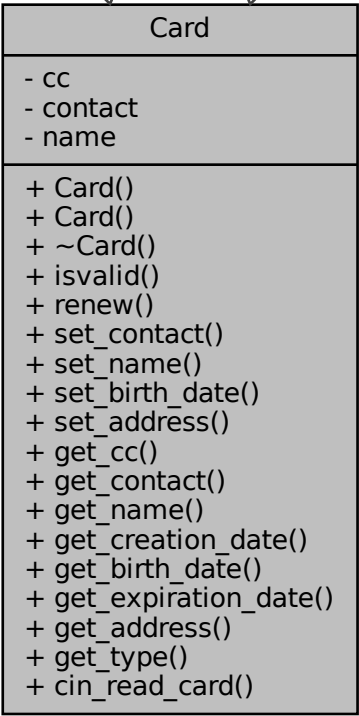 Card
- cc
- contact
- name
+ Card()
+ Card()
+ ~Card()
+ isvalid()
+ renew()
+ set_contact()
+ set_name()
+ set_birth_date()
+ set_address()
+ get_cc()
+ get_contact()
+ get_name()
+ get_creation_date()
+ get_birth_date()
+ get_expiration_date()
+ get_address()
+ get_type()
+ cin_read_card()